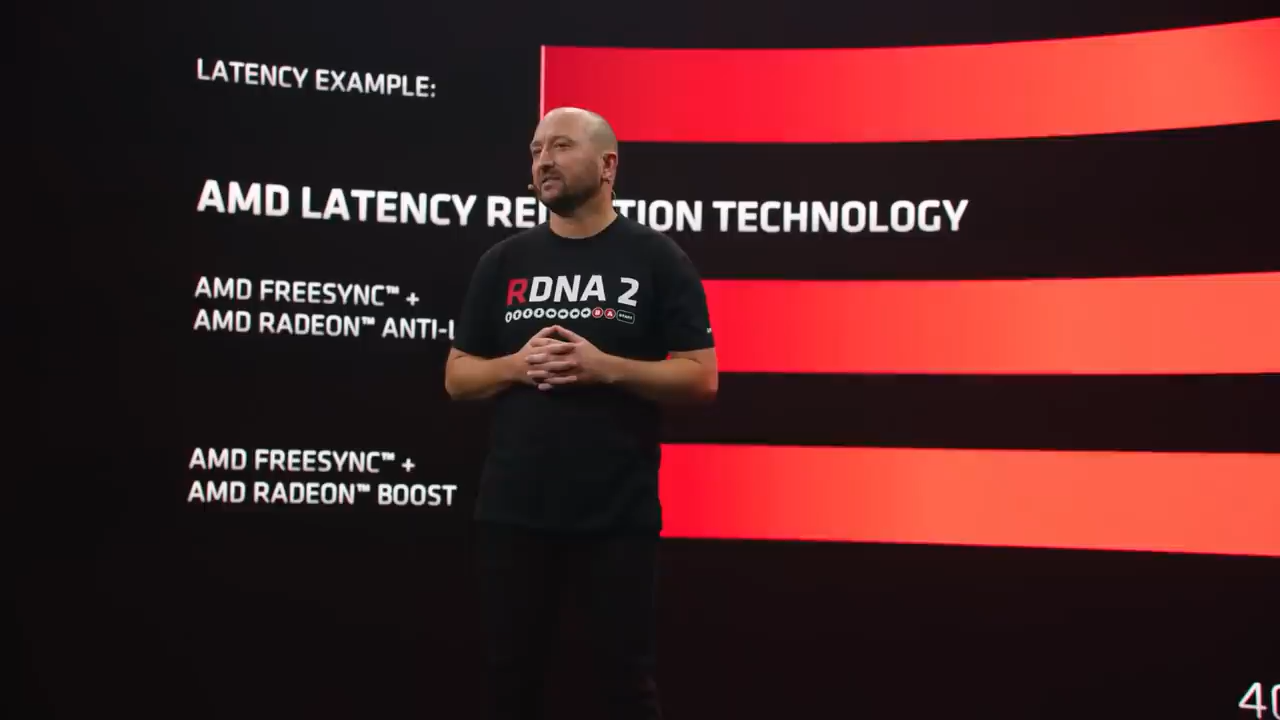 LATENCY EXAMPLE:
AMD LATENCY RE TION TECHNOLOGY
AMD FREESYNC™ +
AMD RADEON™ ANTI-
AMD FREESYNC™ +
AMD RADEON™ BOOST
RDNA 2
B A
40